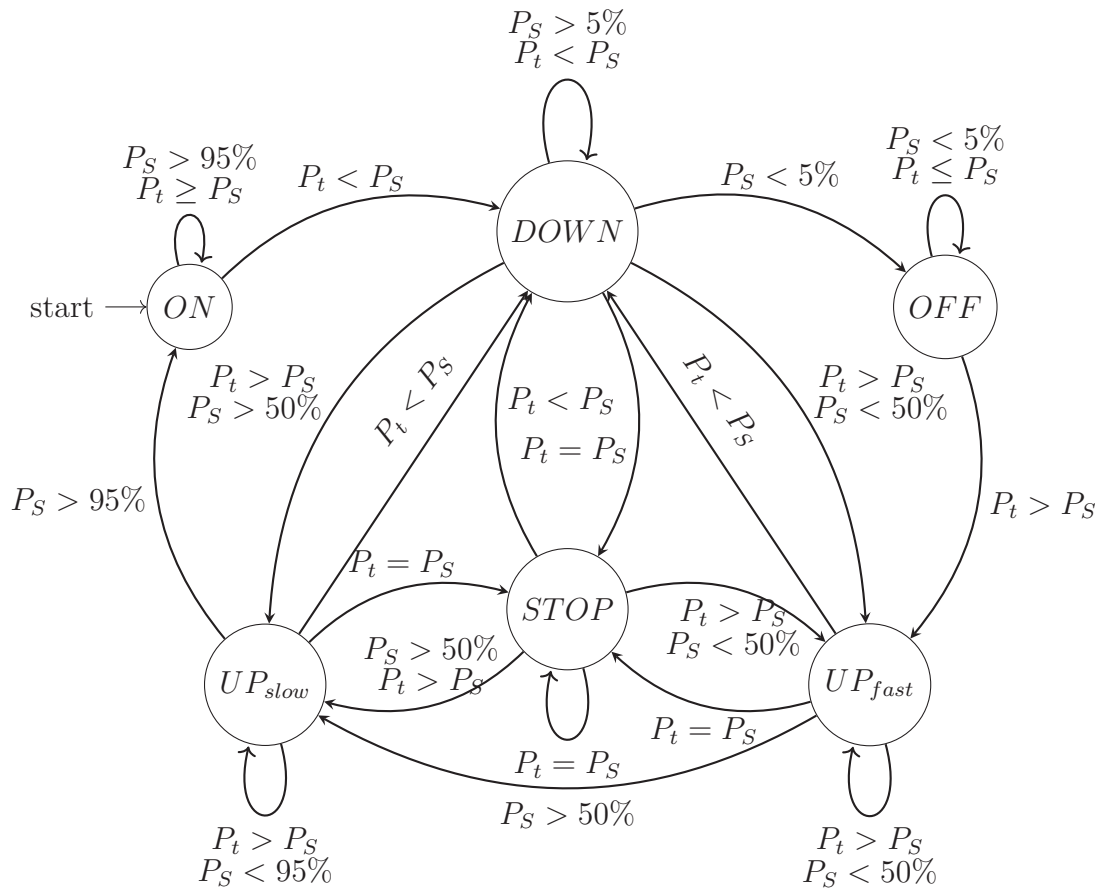 P_S > 5%
P_t < P_S
P_S > 95%
P_t ≥ P_S
P_t < P_S
P_S < 5%
P_S < 5%
P_t ≤ P_S
DOWN
start
ON
OFF
P_t > P_S
P_S > 50%
P_t < P_S
P_t < P_S
P_t = P_S
P_t < P_S
P_t > P_S
P_S < 50%
P_S > 95%
P_t > P_S
P_t = P_S
STOP
P_t > P_S
P_S < 50%
P_S > 50%
P_t > P_S
UP_slow
UP_fast
P_t = P_S
P_t = P_S
P_S > 50%
P_t > P_S
P_S < 95%
P_t > P_S
P_S < 50%